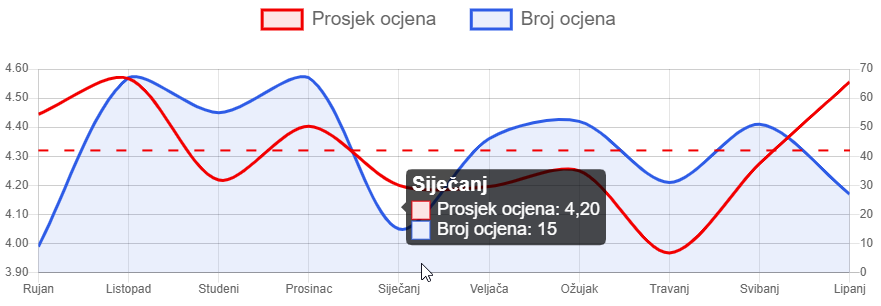 Prosjek ocjena Broj ocjena
4.60 70
4.50 60
4.40 50
4.30 40
4.20 30
4.10 20
4.00 10
3.90 0
Siječanj
Prosjek ocjena: 4,20
Broj ocjena: 15
Rujan Listopad Studeni Prosinac Siječanj Veljača Ožujak Travanj Svibanj Lipanj